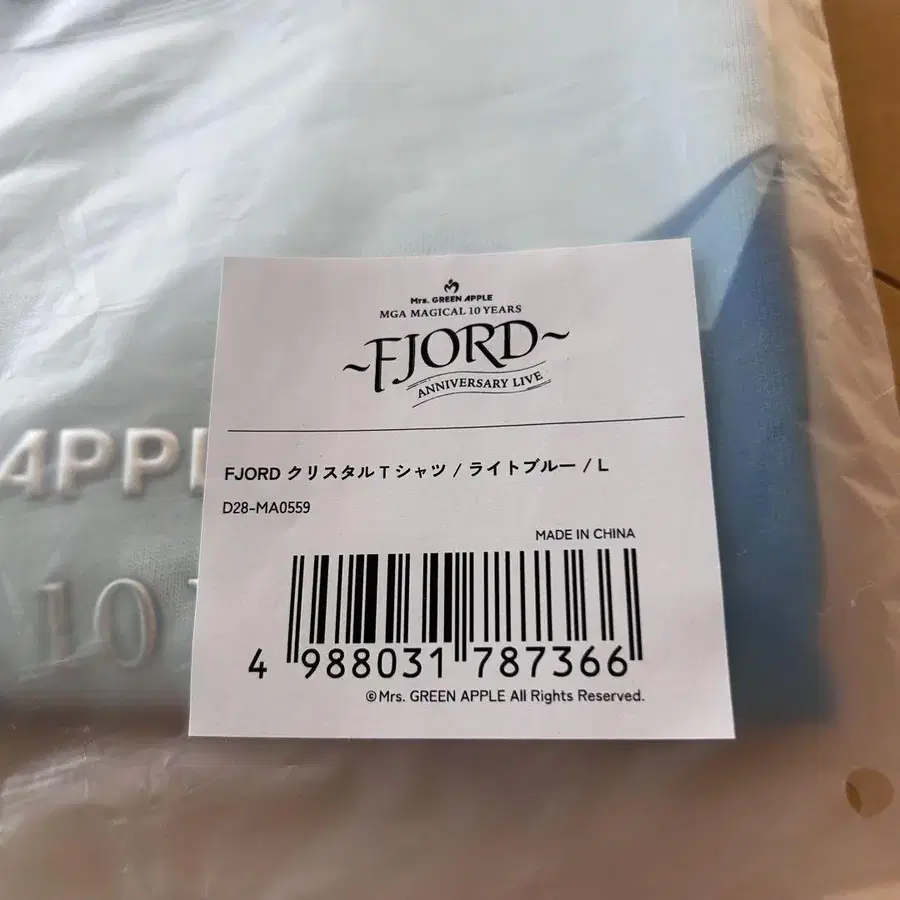 Mrs. GREEN APPLE
MGA MAGICAL 10 YEARS
~FJORD~
ANNIVERSARY LIVE
FJORD クリスタルTシャツ / ライトブルー / L
D28-MA0559
MADE IN CHINA
4 988031 787366
©Mrs. GREEN APPLE All Rights Reserved.
APPL
10